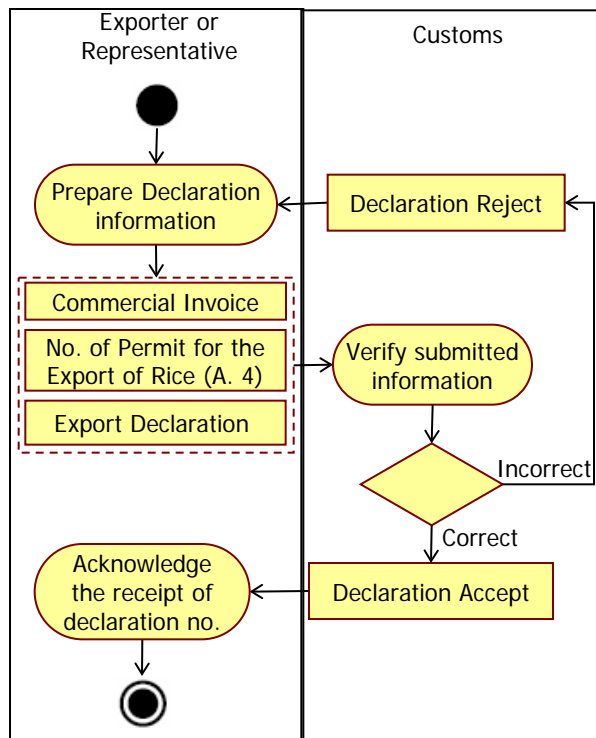 Exporter or
Representative
Customs
Prepare Declaration
information
Declaration Reject
Commercial Invoice
No. of Permit for the
Export of Rice (A. 4)
Export Declaration
Verify submitted
information
Incorrect
Correct
Acknowledge
the receipt of
declaration no.
Declaration Accept